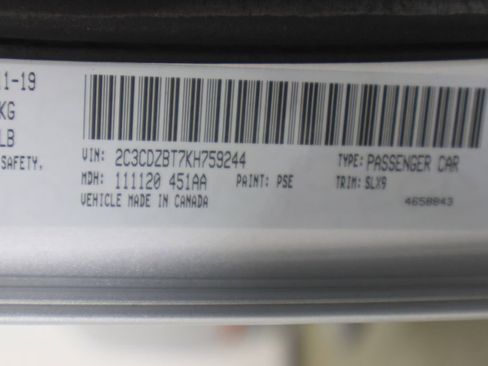 11-19
KG
LB
SAFETY.
VIN: 2C3CDZBT7KH759244 TYPE: PASSENGER CAR
MDH: 111120 451AA PAINT: PSE TRIM: SLX9
VEHICLE MADE IN CANADA 4658843